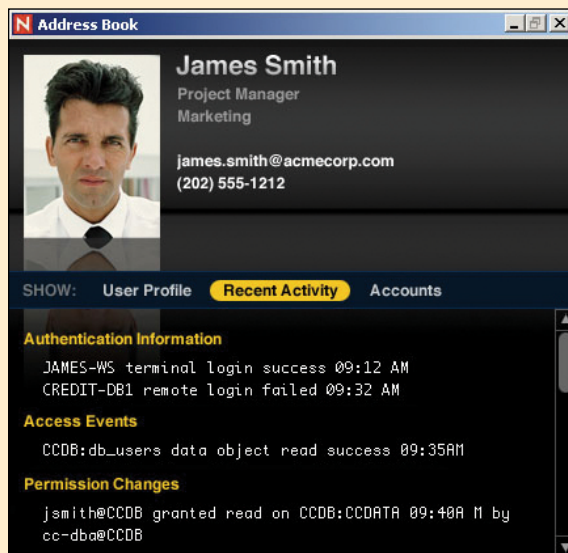 N Address Book
James Smith
Project Manager
Marketing
james.smith@acmecorp.com
(202) 555-1212
SHOW: User Profile Recent Activity Accounts
Authentication Information
JAMES-WS terminal login success 09:12 AM
CREDIT-DB1 remote login failed 09:32 AM
Access Events
CCDB:db_users data object read success 09:35AM
Permission Changes
jsmith@CCDB granted read on CCDB:CCDATA 09:40A M by
cc-dba@CCDB